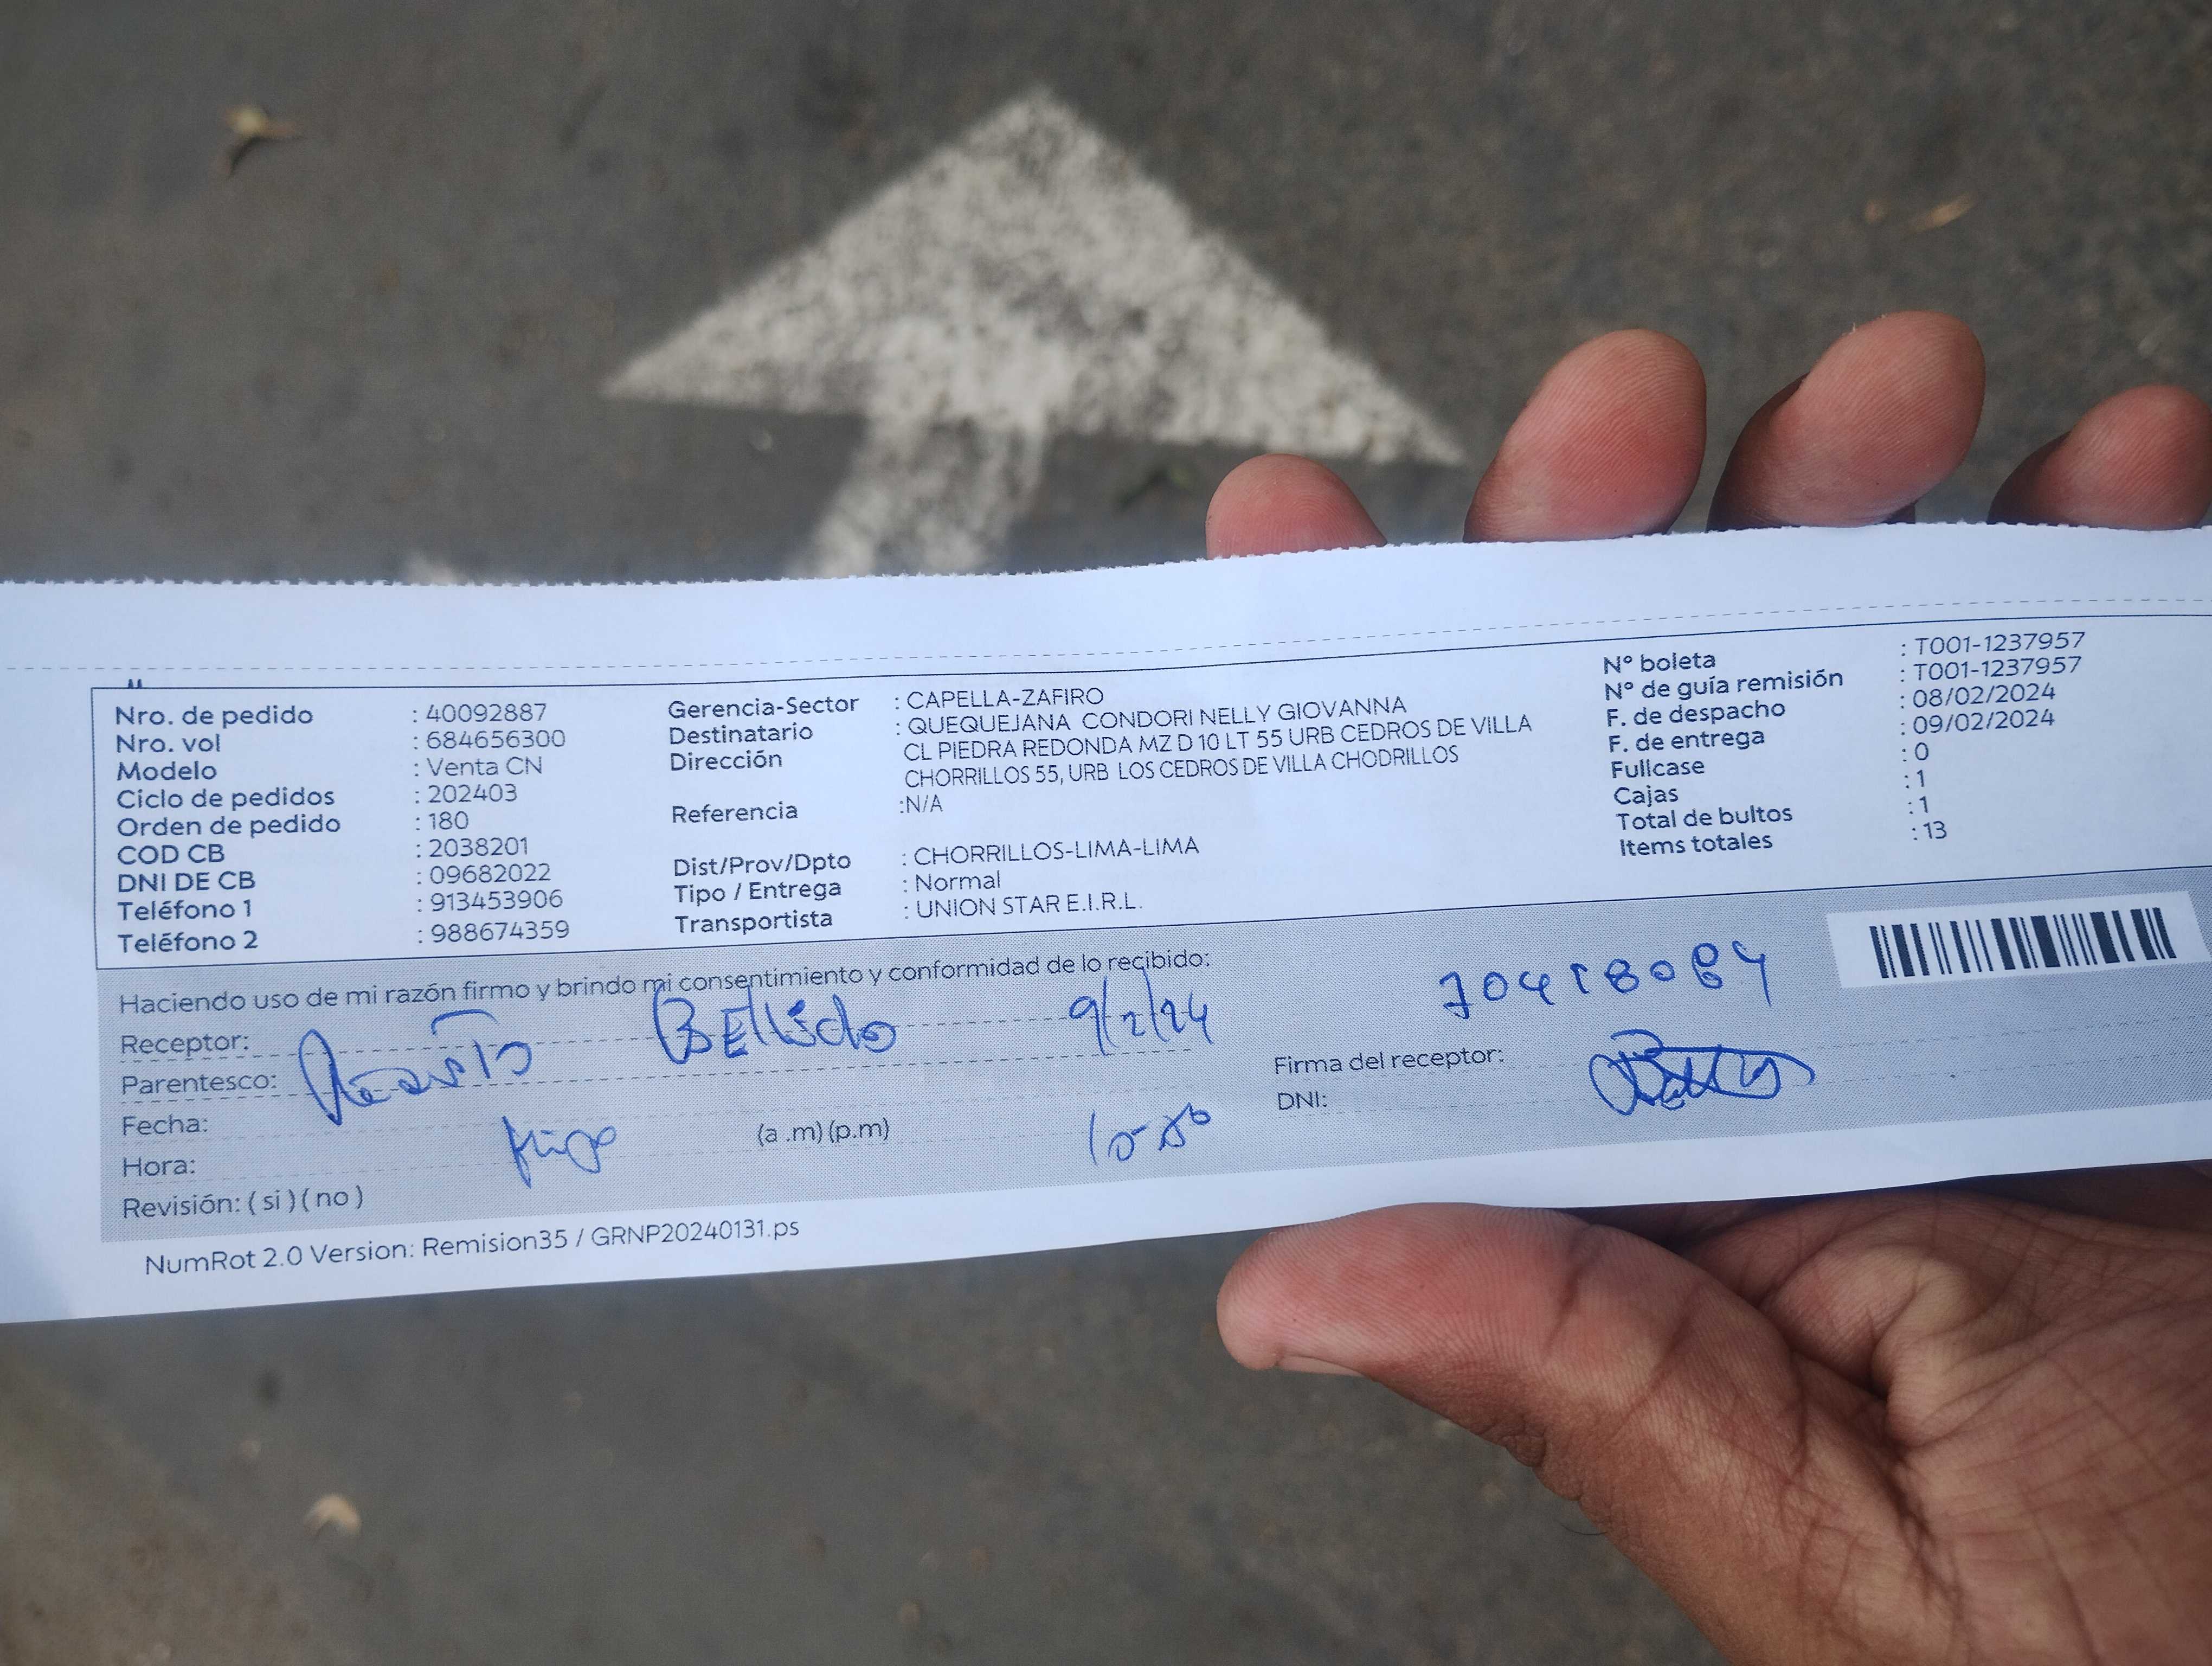 Nro. de pedido : 40092887
Nro. vol : 684656300
Modelo : Venta CN
Ciclo de pedidos : 202403
Orden de pedido : 180
COD CB : 2038201
DNI DE CB : 09682022
Teléfono 1 : 913453906
Teléfono 2 : 988674359
Gerencia-Sector : CAPELLA-ZAFIRO
Destinatario : QUEQUEJANA CONDORI NELLY GIOVANNA
Dirección CL PIEDRA REDONDA MZ D 10 LT 55 URB CEDROS DE VILLA
CHORRILLOS 55, URB LOS CEDROS DE VILLA CHODRILLOS
Referencia :N/A
Dist/Prov/Dpto : CHORRILLOS-LIMA-LIMA
Tipo / Entrega : Normal
Transportista : UNION STAR E.I.R.L.
N° boleta : T001-1237957
N° de guía remisión : T001-1237957
F. de despacho : 08/02/2024
F. de entrega : 09/02/2024
Fullcase : 0
Cajas : 1
Total de bultos : 1
Items totales : 13
Haciendo uso de mi razón firmo y brindo mi consentimiento y conformidad de lo recibido:
Receptor: Bellido 9/2/24
Parentesco:
Fecha:
Hora: (a .m) (p.m)
Revisión: ( si ) ( no )
Firma del receptor:
DNI:
NumRot 2.0 Version: Remision35 / GRNP20240131.ps